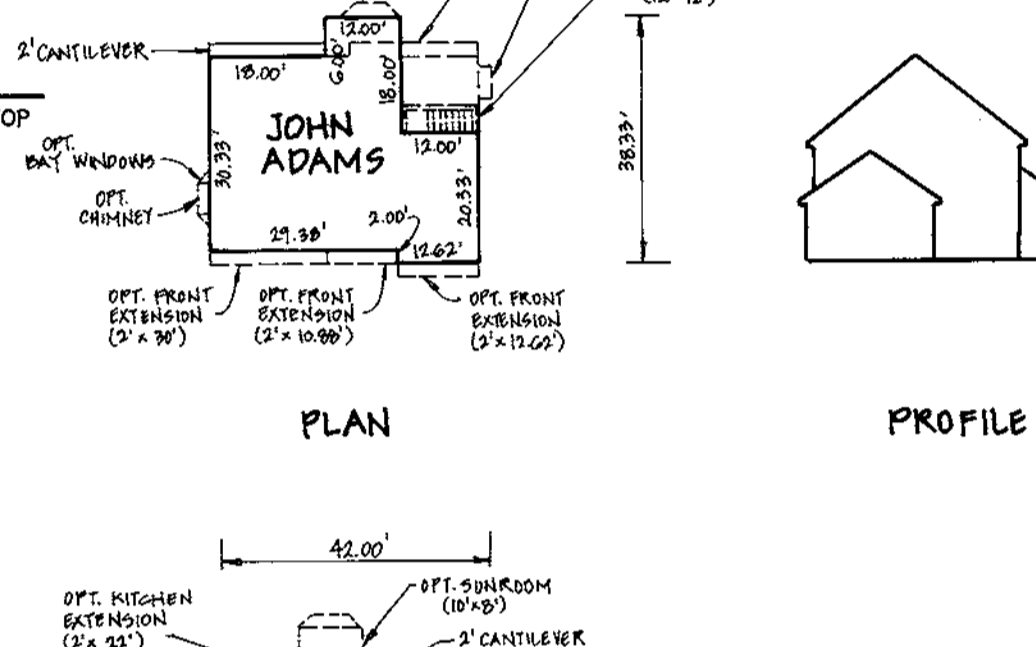 12.00'
2' CANTILEVER
18.00'
6.00'
18.00'
OP
JOHN
ADAMS
OPT.
BAY WINDOWS
30.33'
12.00'
38.33'
OPT.
CHIMNEY
20.33'
2.00'
29.38'
12.62'
OPT. FRONT
EXTENSION
(2' x 30')
OPT. FRONT
EXTENSION
(2' x 10.88')
OPT. FRONT
EXTENSION
(2' x 12.62')
PLAN
PROFILE
42.00'
OPT. KITCHEN
EXTENSION
(2' x 22')
OPT. SUNROOM
(10' x 8')
2' CANTILEVER